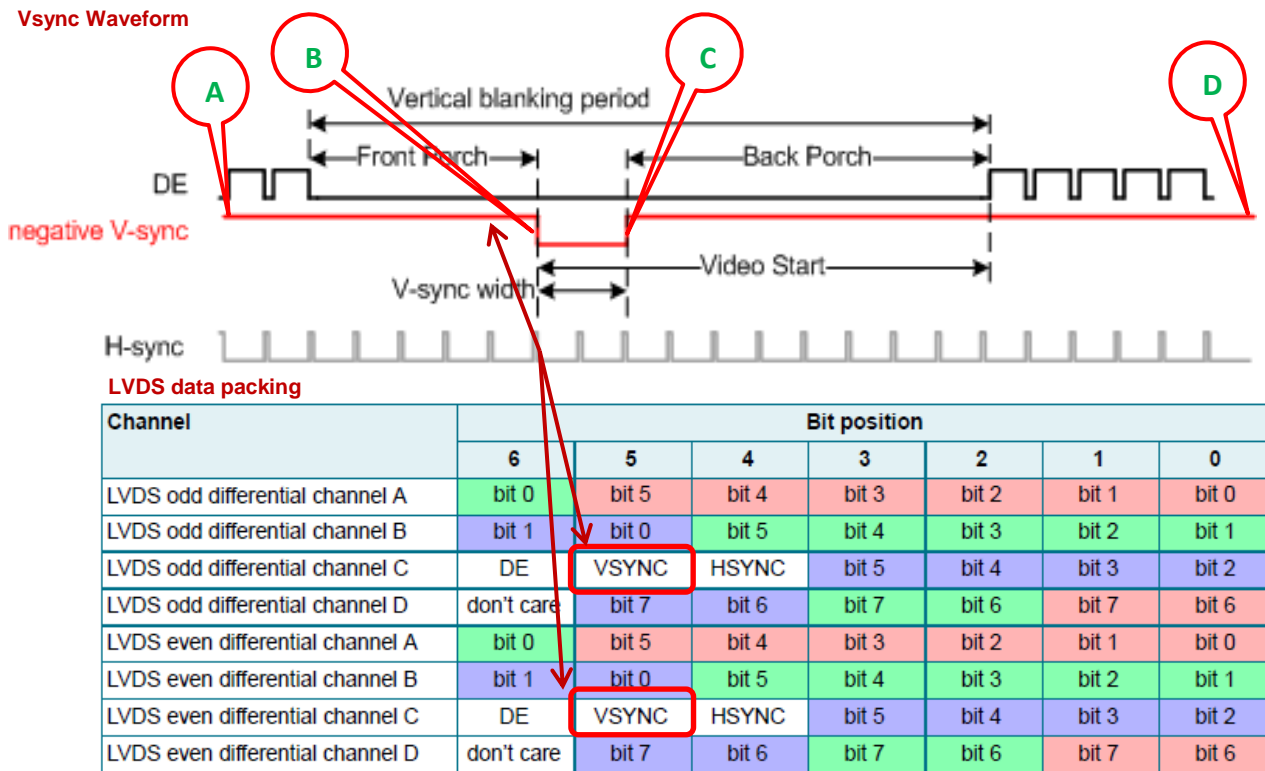 Vsync Waveform
A
B
C
D
Vertical blanking period
Front Porch
Back Porch
DE
negative V-sync
Video Start
V-sync width
H-sync
LVDS data packing
Channel Bit position
6 5 4 3 2 1 0
LVDS odd differential channel A bit 0 bit 5 bit 4 bit 3 bit 2 bit 1 bit 0
LVDS odd differential channel B bit 1 bit 0 bit 5 bit 4 bit 3 bit 2 bit 1
LVDS odd differential channel C DE VSYNC HSYNC bit 5 bit 4 bit 3 bit 2
LVDS odd differential channel D don't care bit 7 bit 6 bit 7 bit 6 bit 7 bit 6
LVDS even differential channel A bit 0 bit 5 bit 4 bit 3 bit 2 bit 1 bit 0
LVDS even differential channel B bit 1 bit 0 bit 5 bit 4 bit 3 bit 2 bit 1
LVDS even differential channel C DE VSYNC HSYNC bit 5 bit 4 bit 3 bit 2
LVDS even differential channel D don't care bit 7 bit 6 bit 7 bit 6 bit 7 bit 6